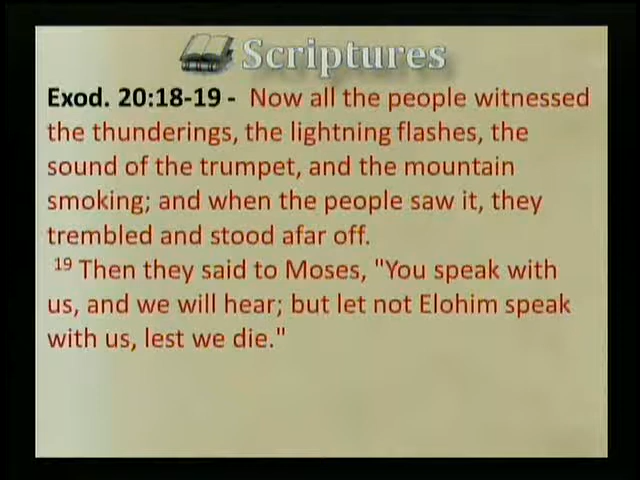 Scriptures
Exod. 20:18-19 - Now all the people witnessed
the thunderings, the lightning flashes, the
sound of the trumpet, and the mountain
smoking; and when the people saw it, they
trembled and stood afar off.
19 Then they said to Moses, "You speak with
us, and we will hear; but let not Elohim speak
with us, lest we die."